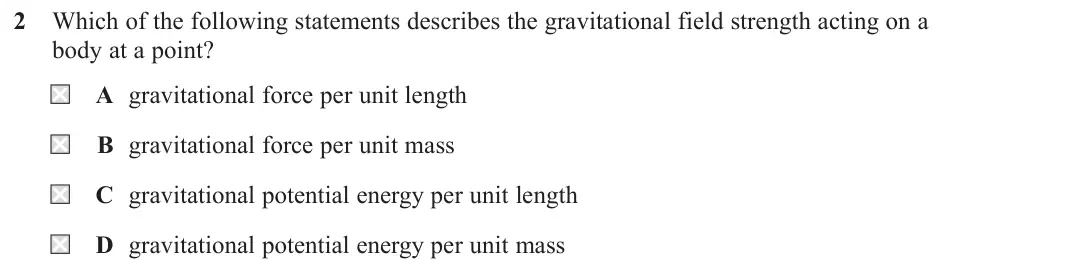 2 Which of the following statements describes the gravitational field strength acting on a
body at a point?
A gravitational force per unit length
B gravitational force per unit mass
C gravitational potential energy per unit length
D gravitational potential energy per unit mass